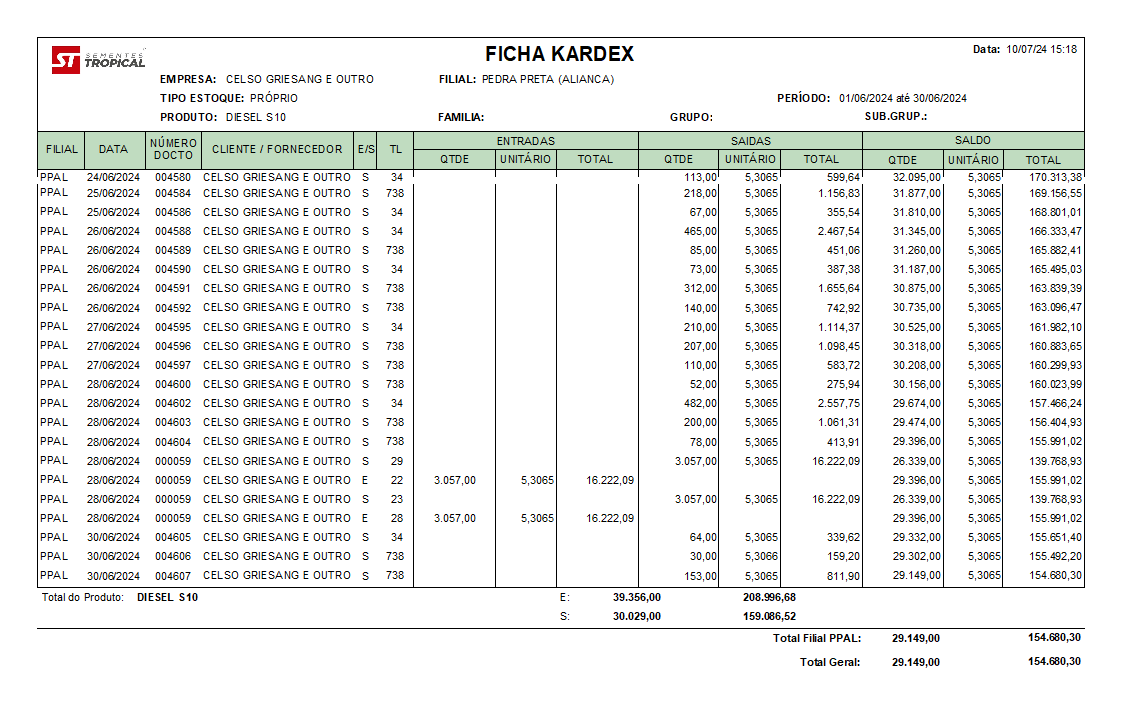 FICHA KARDEX
Data: 10/07/24 15:18
ST SEMENTES TROPICAL
EMPRESA: CELSO GRIESANG E OUTRO FILIAL: PEDRA PRETA (ALIANCA)
TIPO ESTOQUE: PRÓPRIO PERÍODO: 01/06/2024 até 30/06/2024
PRODUTO: DIESEL S10 FAMILIA: GRUPO: SUB.GRUP.:
FILIAL DATA NÚMERO DOCTO CLIENTE / FORNECEDOR E/S TL ENTRADAS SAIDAS SALDO
QTDE UNITÁRIO TOTAL QTDE UNITÁRIO TOTAL QTDE UNITÁRIO TOTAL
PPAL 24/06/2024 004580 CELSO GRIESANG E OUTRO S 34 113,00 5,3065 599,64 32.095,00 5,3065 170.313,38
PPAL 25/06/2024 004584 CELSO GRIESANG E OUTRO S 738 218,00 5,3065 1.156,83 31.877,00 5,3065 169.156,55
PPAL 25/06/2024 004586 CELSO GRIESANG E OUTRO S 34 67,00 5,3065 355,54 31.810,00 5,3065 168.801,01
PPAL 26/06/2024 004588 CELSO GRIESANG E OUTRO S 34 465,00 5,3065 2.467,54 31.345,00 5,3065 166.333,47
PPAL 26/06/2024 004589 CELSO GRIESANG E OUTRO S 738 85,00 5,3065 451,06 31.260,00 5,3065 165.882,41
PPAL 26/06/2024 004590 CELSO GRIESANG E OUTRO S 34 73,00 5,3065 387,38 31.187,00 5,3065 165.495,03
PPAL 26/06/2024 004591 CELSO GRIESANG E OUTRO S 738 312,00 5,3065 1.655,64 30.875,00 5,3065 163.839,39
PPAL 26/06/2024 004592 CELSO GRIESANG E OUTRO S 738 140,00 5,3065 742,92 30.735,00 5,3065 163.096,47
PPAL 27/06/2024 004595 CELSO GRIESANG E OUTRO S 34 210,00 5,3065 1.114,37 30.525,00 5,3065 161.982,10
PPAL 27/06/2024 004596 CELSO GRIESANG E OUTRO S 738 207,00 5,3065 1.098,45 30.318,00 5,3065 160.883,65
PPAL 27/06/2024 004597 CELSO GRIESANG E OUTRO S 738 110,00 5,3065 583,72 30.208,00 5,3065 160.299,93
PPAL 28/06/2024 004600 CELSO GRIESANG E OUTRO S 738 52,00 5,3065 275,94 30.156,00 5,3065 160.023,99
PPAL 28/06/2024 004602 CELSO GRIESANG E OUTRO S 34 482,00 5,3065 2.557,75 29.674,00 5,3065 157.466,24
PPAL 28/06/2024 004603 CELSO GRIESANG E OUTRO S 738 200,00 5,3065 1.061,31 29.474,00 5,3065 156.404,93
PPAL 28/06/2024 004604 CELSO GRIESANG E OUTRO S 738 78,00 5,3065 413,91 29.396,00 5,3065 155.991,02
PPAL 28/06/2024 000059 CELSO GRIESANG E OUTRO S 29 3.057,00 5,3065 16.222,09 26.339,00 5,3065 139.768,93
PPAL 28/06/2024 000059 CELSO GRIESANG E OUTRO E 22 3.057,00 5,3065 16.222,09 29.396,00 5,3065 155.991,02
PPAL 28/06/2024 000059 CELSO GRIESANG E OUTRO S 23 3.057,00 5,3065 16.222,09 26.339,00 5,3065 139.768,93
PPAL 28/06/2024 000059 CELSO GRIESANG E OUTRO E 28 3.057,00 5,3065 16.222,09 29.396,00 5,3065 155.991,02
PPAL 30/06/2024 004605 CELSO GRIESANG E OUTRO S 34 64,00 5,3065 339,62 29.332,00 5,3065 155.651,40
PPAL 30/06/2024 004606 CELSO GRIESANG E OUTRO S 738 30,00 5,3066 159,20 29.302,00 5,3065 155.492,20
PPAL 30/06/2024 004607 CELSO GRIESANG E OUTRO S 738 153,00 5,3065 811,90 29.149,00 5,3065 154.680,30
Total do Produto: DIESEL S10 E: 39.356,00 208.996,68
S: 30.029,00 159.086,52
Total Filial PPAL: 29.149,00 154.680,30
Total Geral: 29.149,00 154.680,30